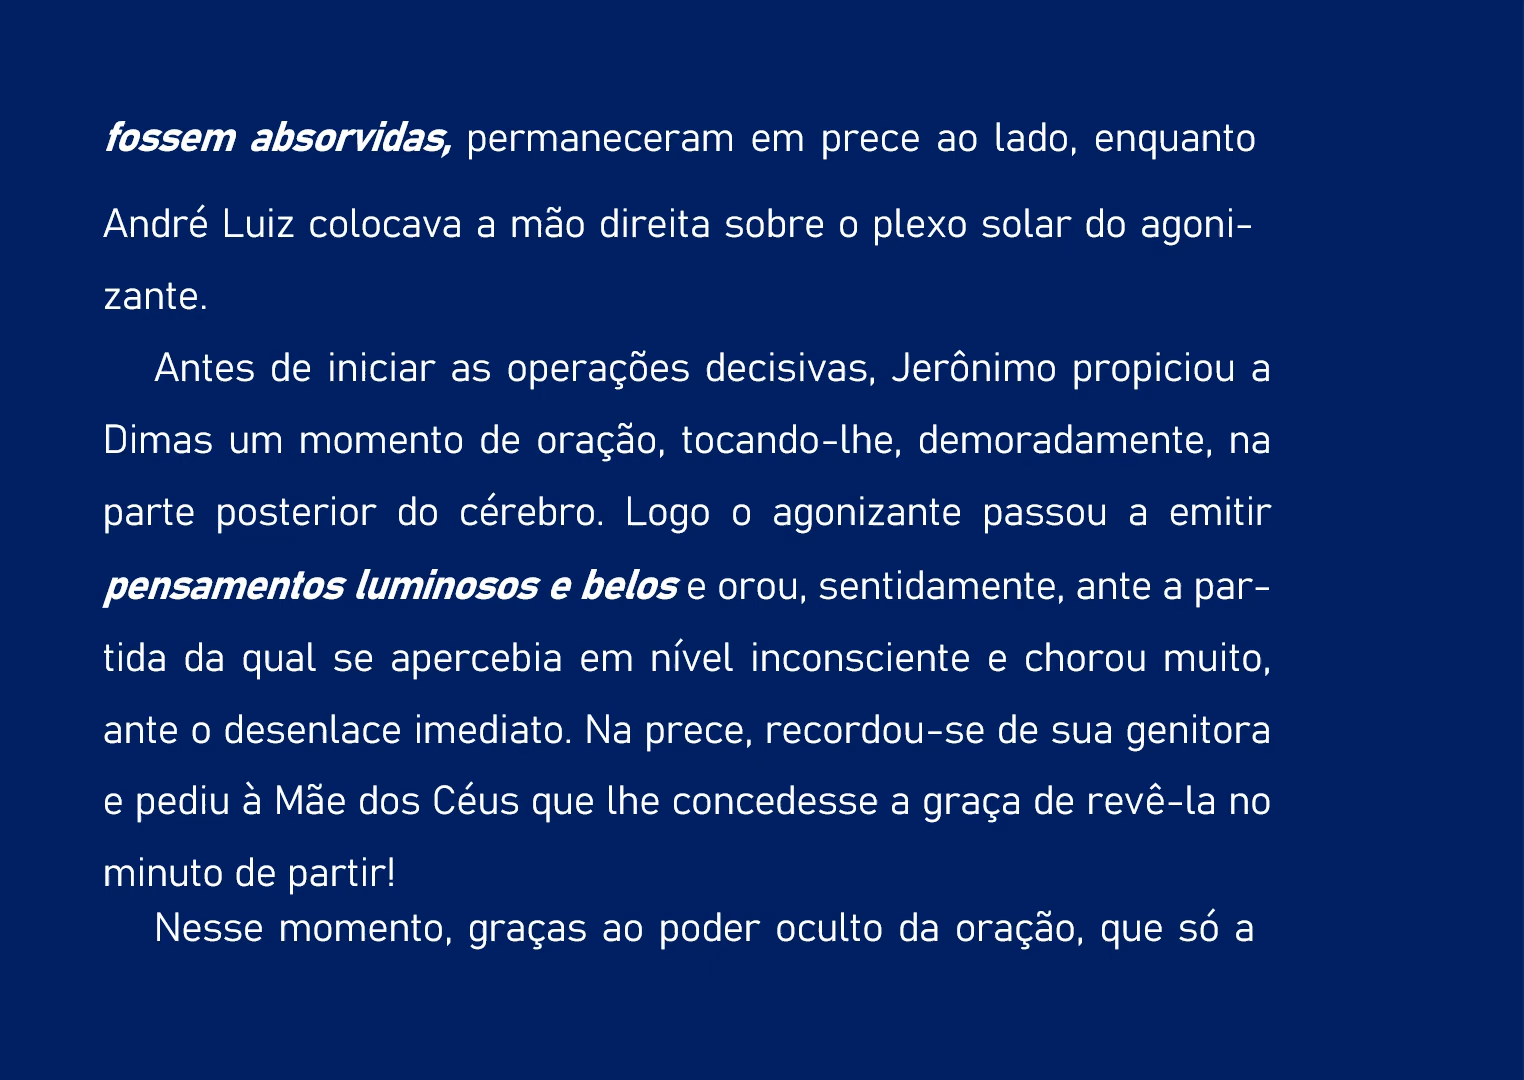 fossem absorvidas, permaneceram em prece ao lado, enquanto
André Luiz colocava a mão direita sobre o plexo solar do agoni-
zante.
Antes de iniciar as operações decisivas, Jerônimo propiciou a
Dimas um momento de oração, tocando-lhe, demoradamente, na
parte posterior do cérebro. Logo o agonizante passou a emitir
pensamentos luminosos e belos e orou, sentidamente, ante a par-
tida da qual se apercebia em nível inconsciente e chorou muito,
ante o desenlace imediato. Na prece, recordou-se de sua genitora
e pediu à Mãe dos Céus que lhe concedesse a graça de revê-la no
minuto de partir!
Nesse momento, graças ao poder oculto da oração, que só a